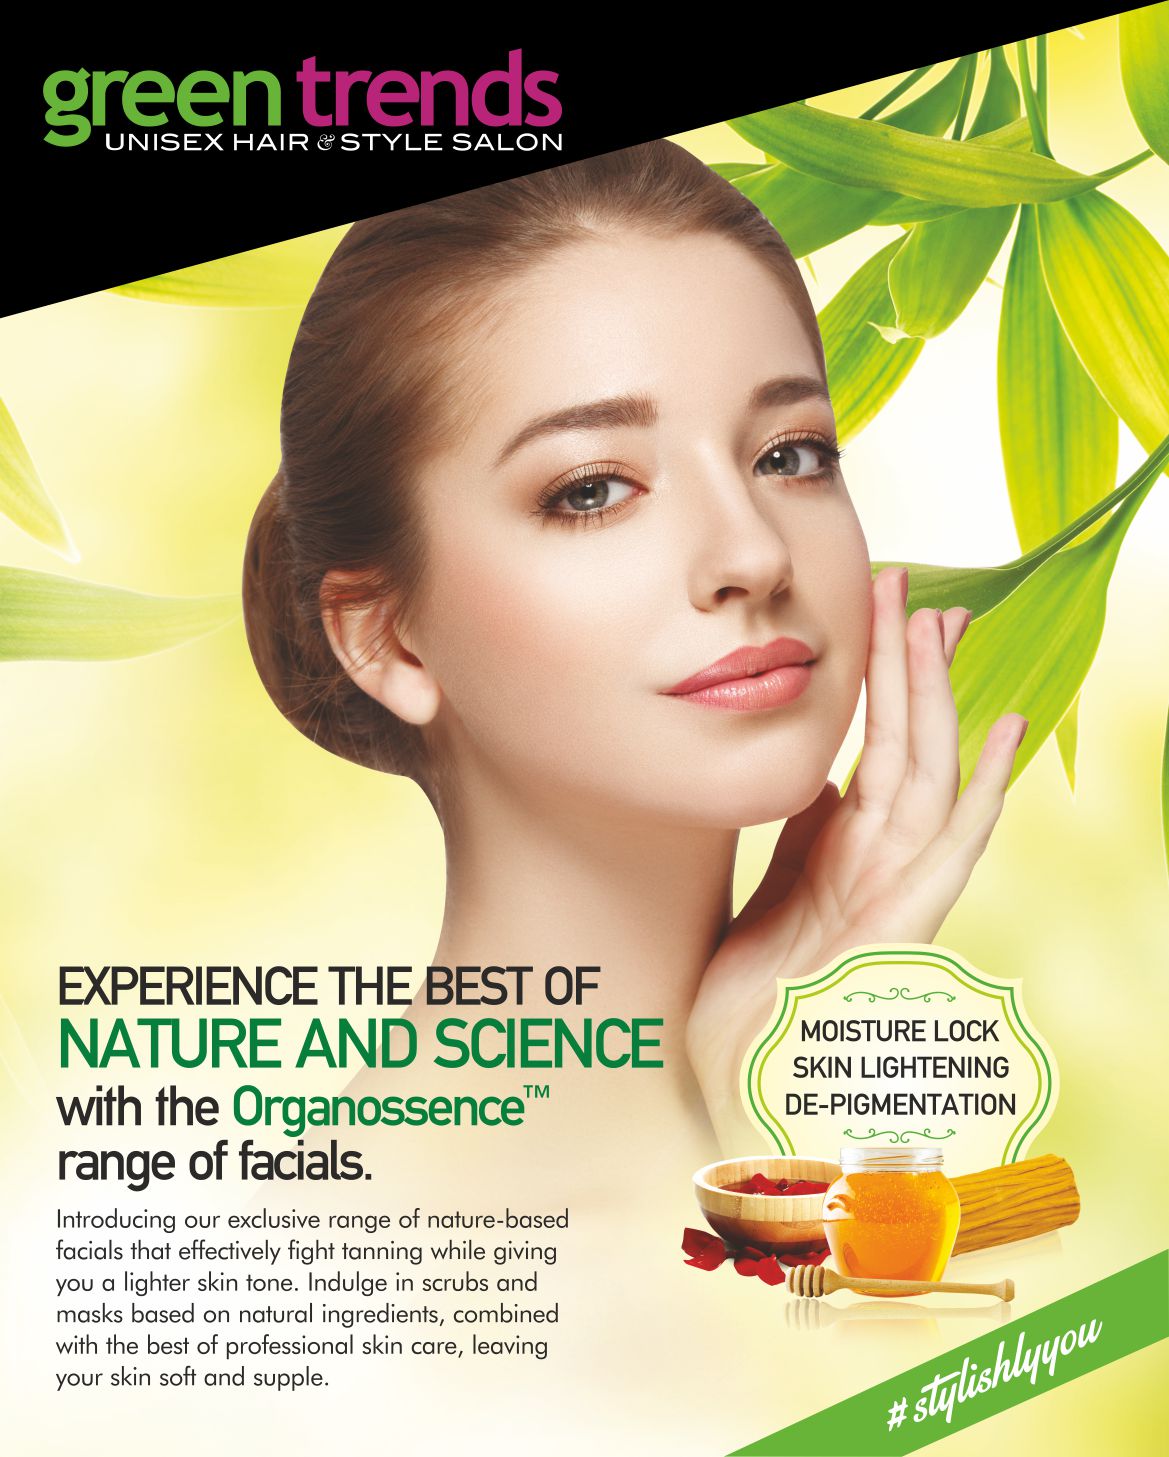 green trends
UNISEX HAIR & STYLE SALON
EXPERIENCE THE BEST OF
NATURE AND SCIENCE
with the Organossence™
range of facials.
Introducing our exclusive range of nature-based
facials that effectively fight tanning while giving
you a lighter skin tone. Indulge in scrubs and
masks based on natural ingredients, combined
with the best of professional skin care, leaving
your skin soft and supple.
MOISTURE LOCK
SKIN LIGHTENING
DE-PIGMENTATION
#stylishlyyou